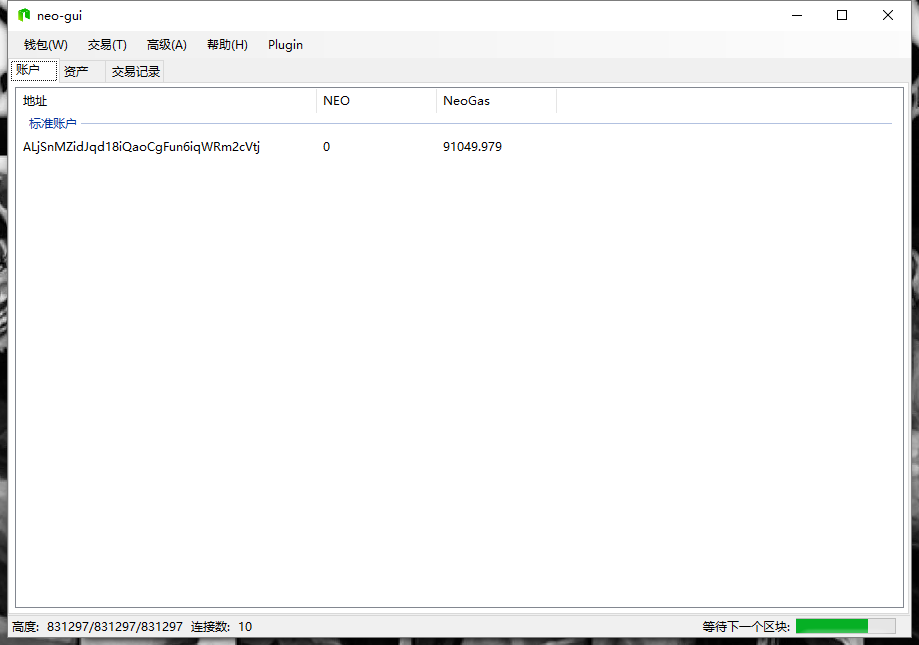 neo-gui
钱包(W) 交易(T) 高级(A) 帮助(H) Plugin
账户 资产 交易记录
地址 NEO NeoGas
标准账户
ALjSnMZidJqd18iQaoCgFun6iqWRm2cVtj 0 91049.979
高度: 831297/831297/831297 连接数: 10 等待下一个区块: